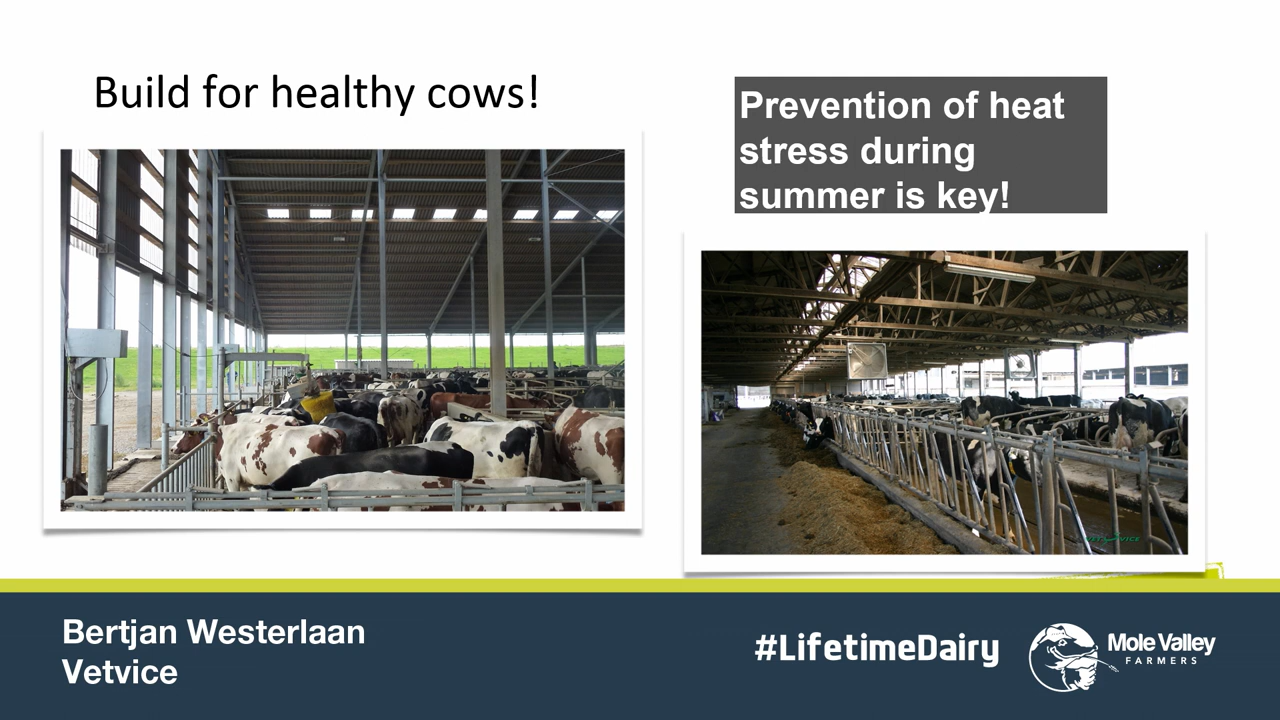 Build for healthy cows!
Prevention of heat
stress during
summer is key!
VETVICE
Bertjan Westerlaan
Vetvice
#LifetimeDairy
Mole Valley
FARMERS